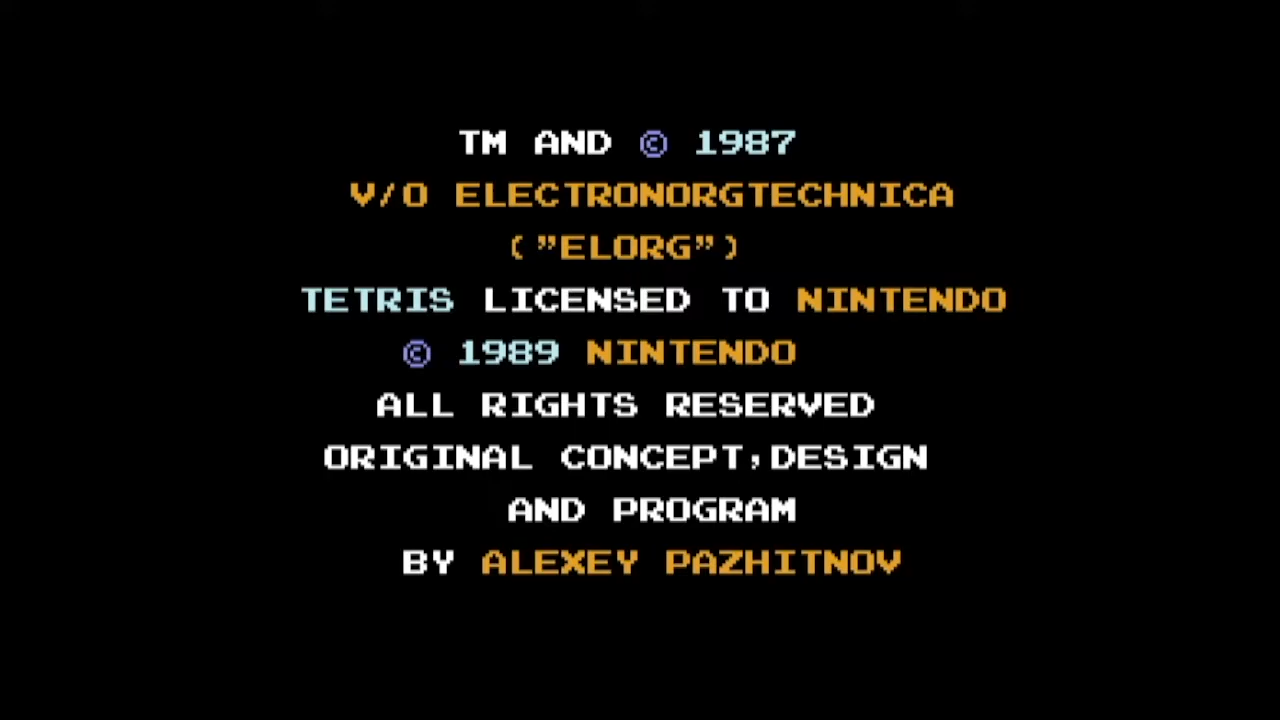 TM AND © 1987
V/O ELECTRONORGTECHNICA
("ELORG")
TETRIS LICENSED TO NINTENDO
© 1989 NINTENDO
ALL RIGHTS RESERVED
ORIGINAL CONCEPT,DESIGN
AND PROGRAM
BY ALEXEY PAZHITNOV